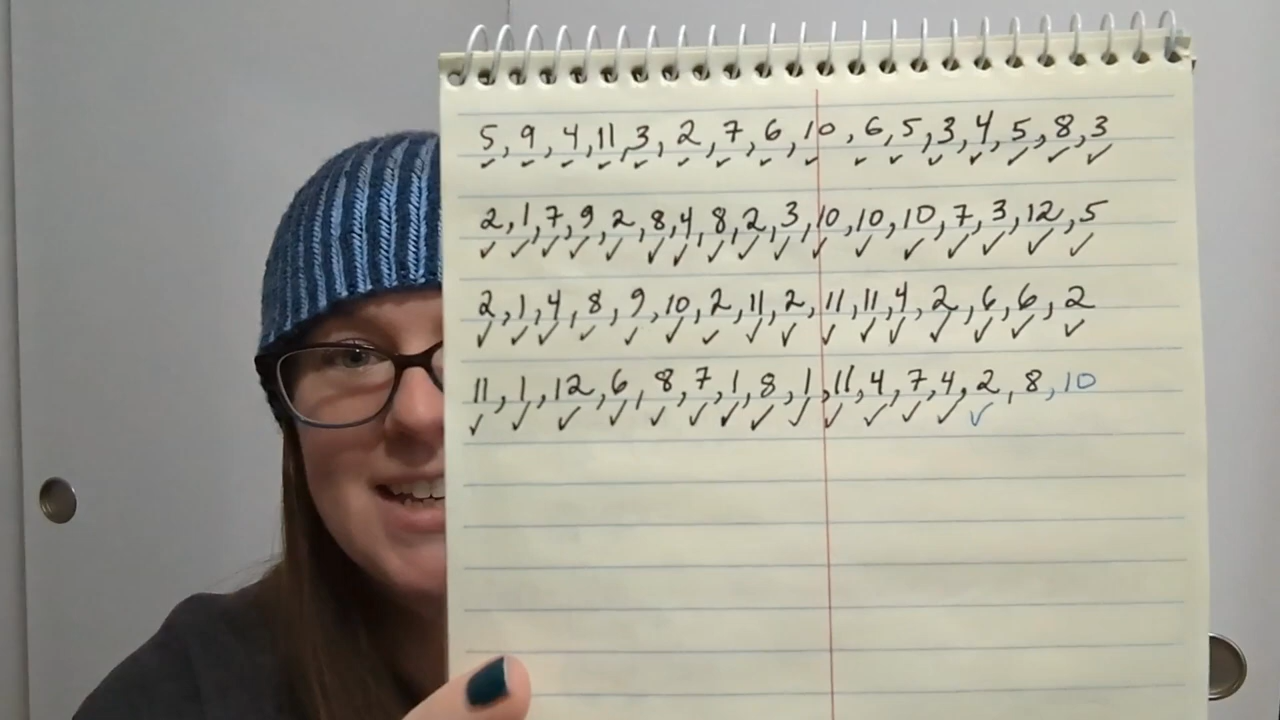 5, 9, 4, 11, 3, 2, 7, 6, 10, 6, 5, 3, 4, 5, 8, 3
2, 1, 7, 9, 2, 8, 4, 8, 2, 3, 10, 10, 10, 7, 3, 12, 5
2, 1, 4, 8, 9, 10, 2, 11, 2, 11, 11, 4, 2, 6, 6, 2
11, 1, 12, 6, 8, 7, 1, 8, 1, 11, 4, 7, 4, 2, 8, 10